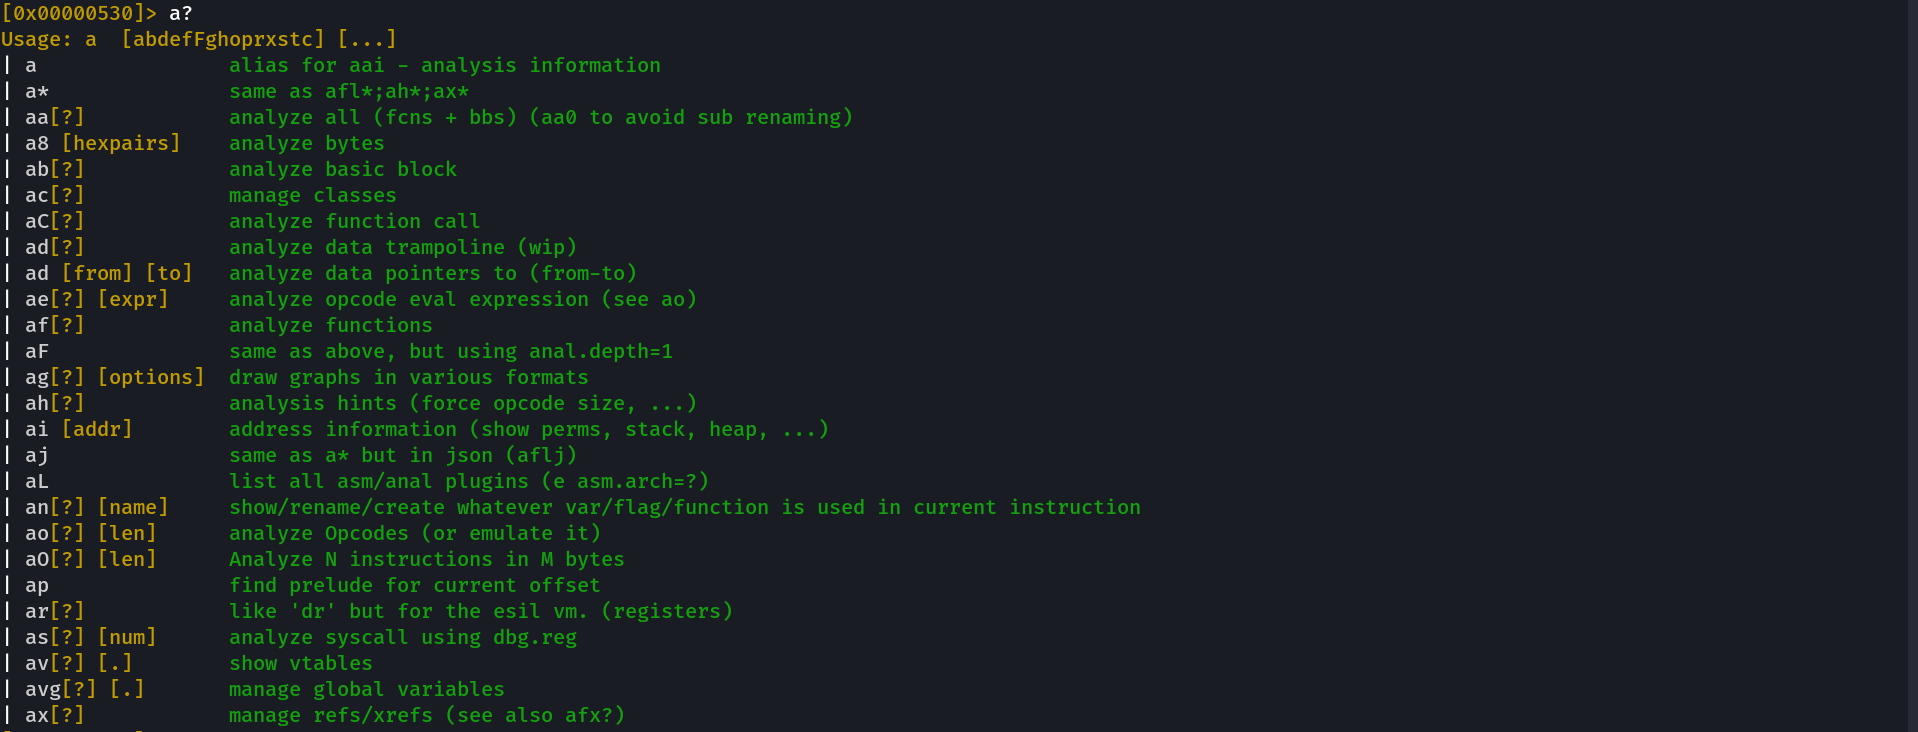 [0x00000530]> a?
Usage: a  [abdefFghoprxstc] [...]
| a                alias for aai - analysis information
| a*               same as afl*;ah*;ax*
| aa[?]            analyze all (fcns + bbs) (aa0 to avoid sub renaming)
| a8 [hexpairs]    analyze bytes
| ab[?]            analyze basic block
| ac[?]            manage classes
| aC[?]            analyze function call
| ad[?]            analyze data trampoline (wip)
| ad [from] [to]   analyze data pointers to (from-to)
| ae[?] [expr]     analyze opcode eval expression (see ao)
| af[?]            analyze functions
| aF               same as above, but using anal.depth=1
| ag[?] [options]  draw graphs in various formats
| ah[?]            analysis hints (force opcode size, ...)
| ai [addr]        address information (show perms, stack, heap, ...)
| aj               same as a* but in json (aflj)
| aL               list all asm/anal plugins (e asm.arch=?)
| an[?] [name]     show/rename/create whatever var/flag/function is used in current instruction
| ao[?] [len]      analyze Opcodes (or emulate it)
| aO[?] [len]      Analyze N instructions in M bytes
| ap               find prelude for current offset
| ar[?]            like 'dr' but for the esil vm. (registers)
| as[?] [num]      analyze syscall using dbg.reg
| av[?] [.]        show vtables
| avg[?] [.]       manage global variables
| ax[?]            manage refs/xrefs (see also afx?)